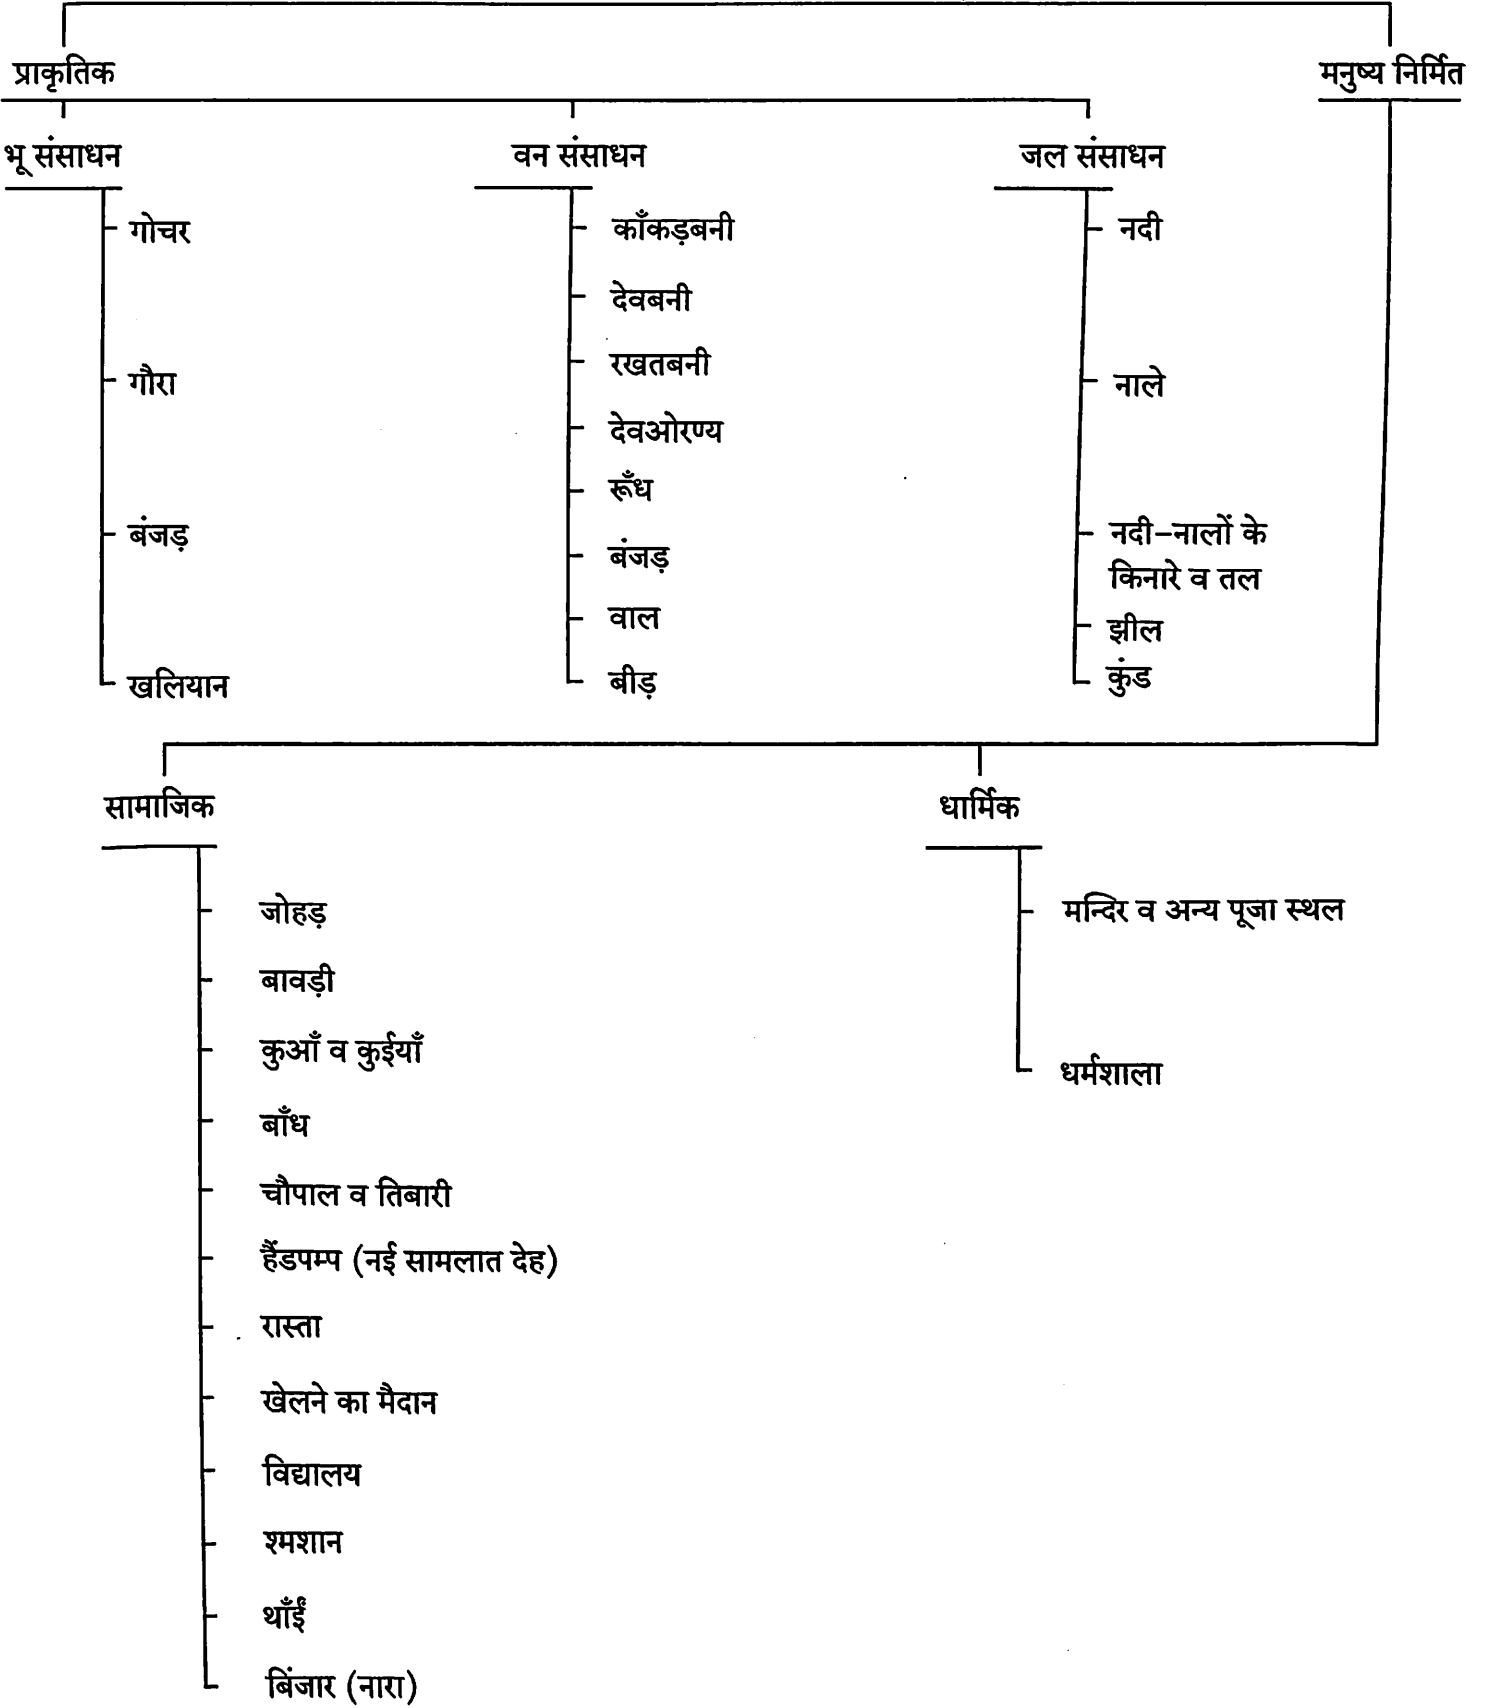 प्राकृतिक
मनुष्य निर्मित
भू संसाधन
वन संसाधन
जल संसाधन
गोचर
गौरा
बंजड़
खलियान
काँकड़बनी
देवबनी
रखतबनी
देवओरण्य
रूँध
बंजड़
वाल
बीड़
नदी
नाले
नदी-नालों के
किनारे व तल
झील
कुंड
सामाजिक
धार्मिक
जोहड़
बावड़ी
कुआँ व कुईयाँ
बाँध
चौपाल व तिबारी
हैंडपम्प (नई सामलात देह)
रास्ता
खेलने का मैदान
विद्यालय
श्मशान
थाँईं
बिंजार (नारा)
मन्दिर व अन्य पूजा स्थल
धर्मशाला